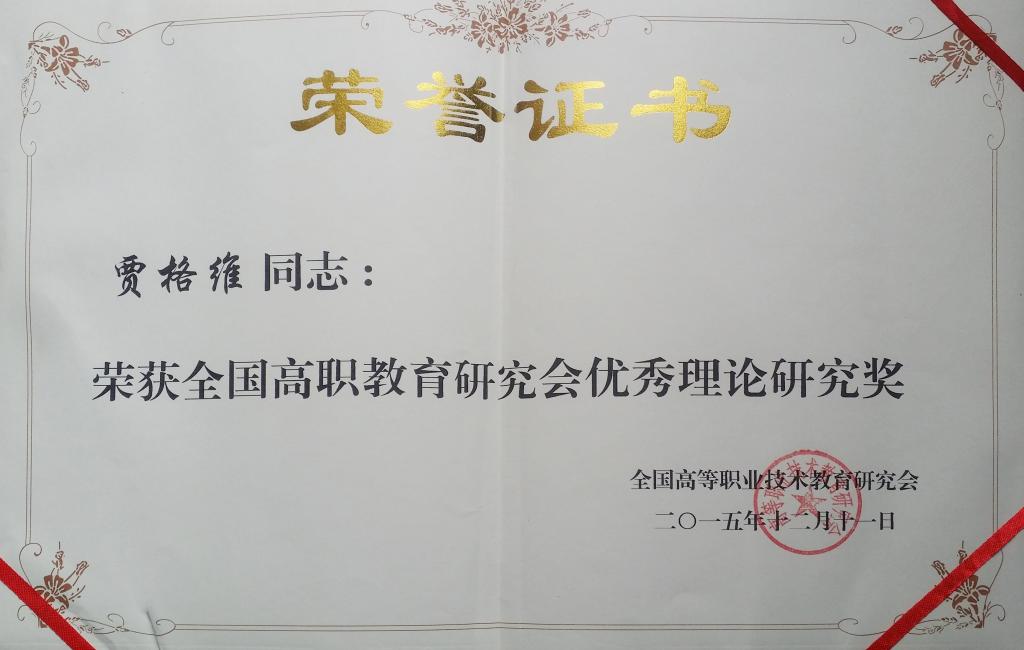 荣誉证书
贾格维 同志：
荣获全国高职教育研究会优秀理论研究奖
全国高等职业技术教育研究会
二〇一五年十二月十一日